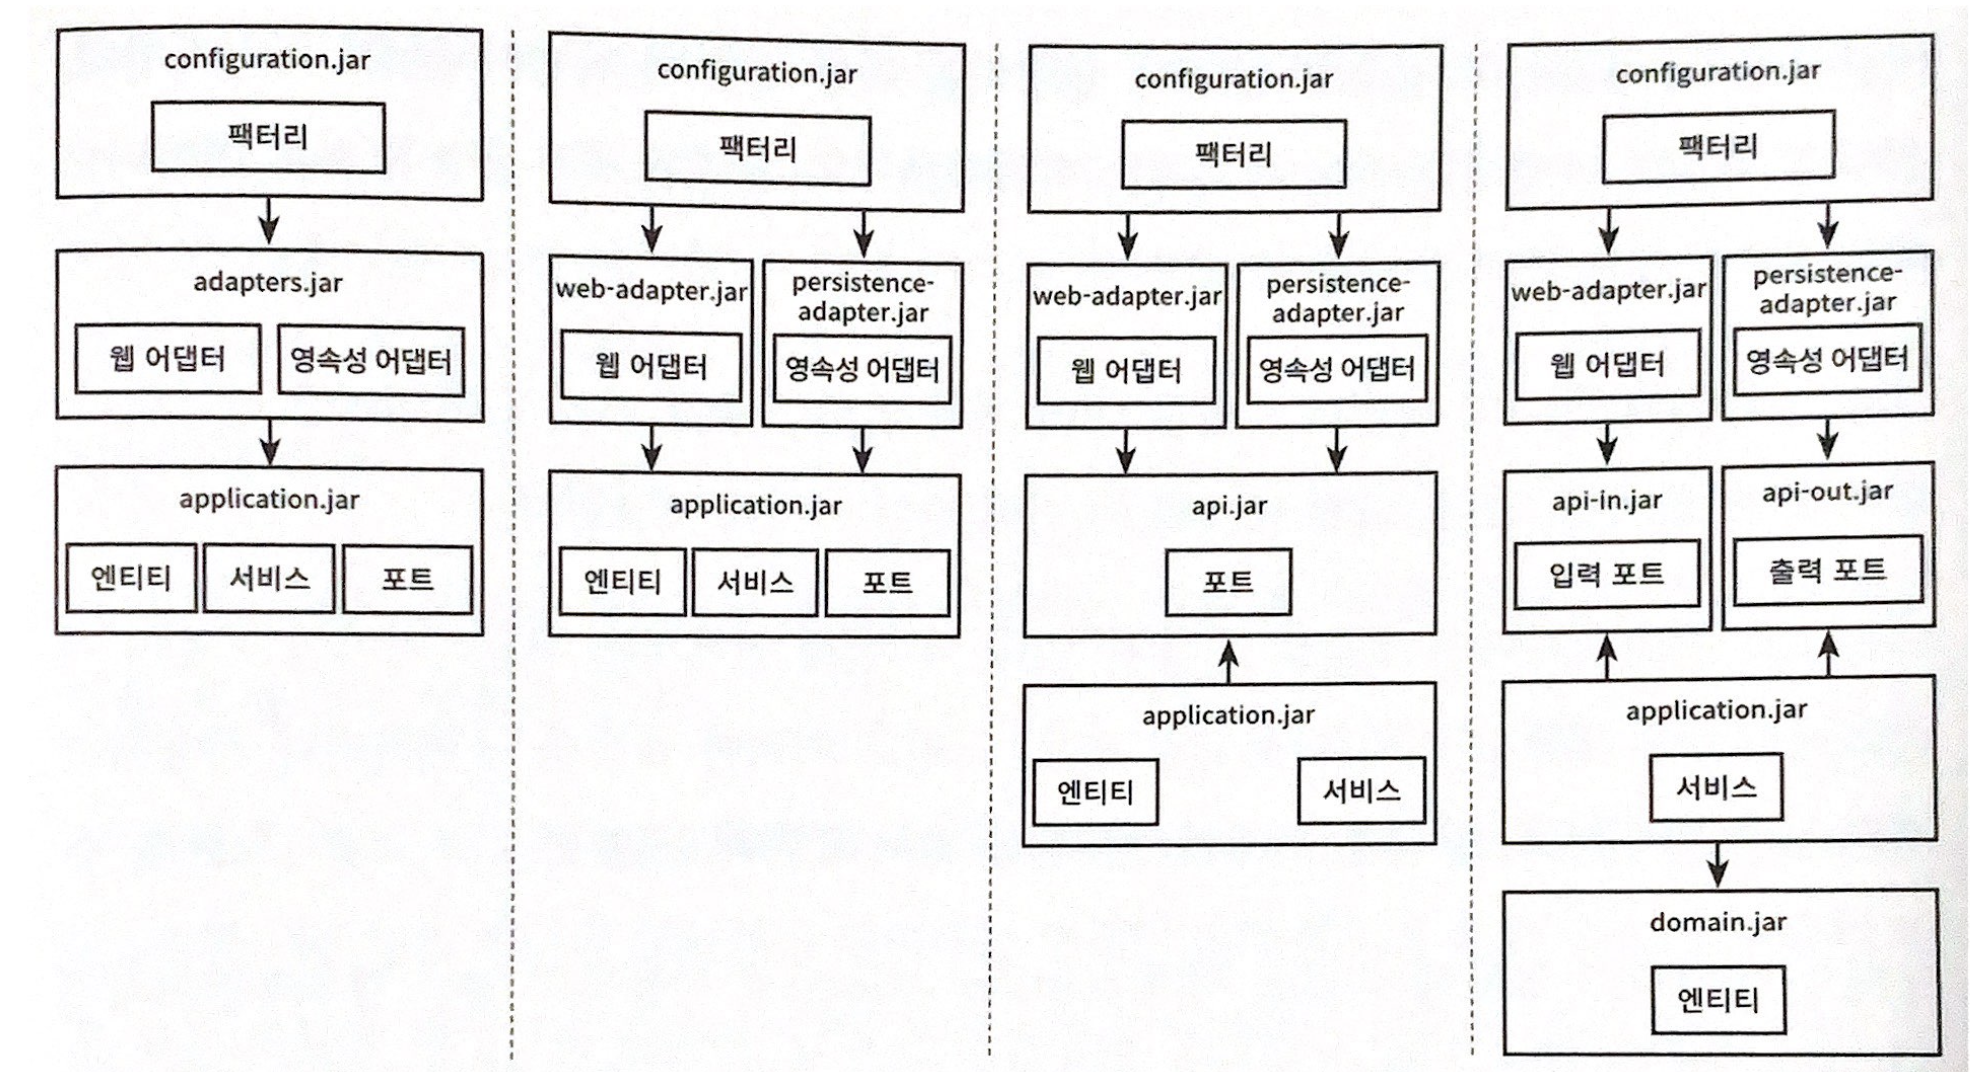 configuration.jar
팩터리
adapters.jar
웹 어댑터
영속성 어댑터
application.jar
엔티티
서비스
포트
configuration.jar
팩터리
web-adapter.jar
웹 어댑터
persistence-
adapter.jar
영속성 어댑터
application.jar
엔티티
서비스
포트
configuration.jar
팩터리
web-adapter.jar
웹 어댑터
persistence-
adapter.jar
영속성 어댑터
api.jar
포트
application.jar
엔티티
서비스
configuration.jar
팩터리
web-adapter.jar
웹 어댑터
persistence-
adapter.jar
영속성 어댑터
api-in.jar
입력 포트
api-out.jar
출력 포트
application.jar
서비스
domain.jar
엔티티